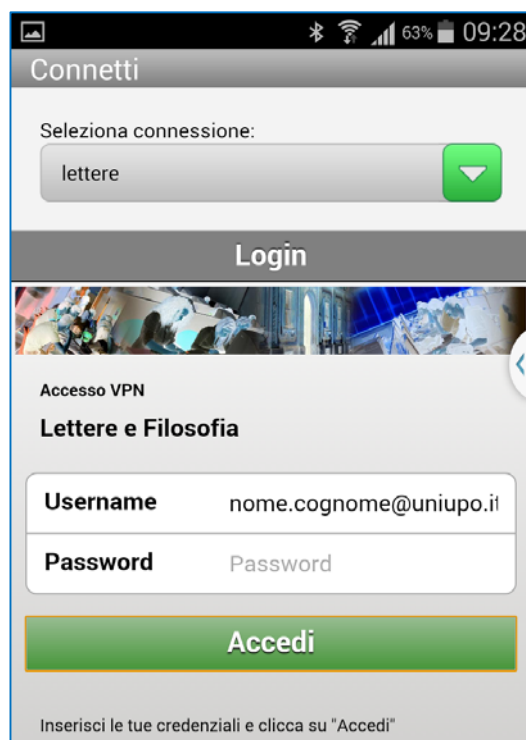 63% 09:28
Connetti
Seleziona connessione:
lettere
Login
Accesso VPN
Lettere e Filosofia
Username nome.cognome@uniupo.it
Password Password
Accedi
Inserisci le tue credenziali e clicca su "Accedi"